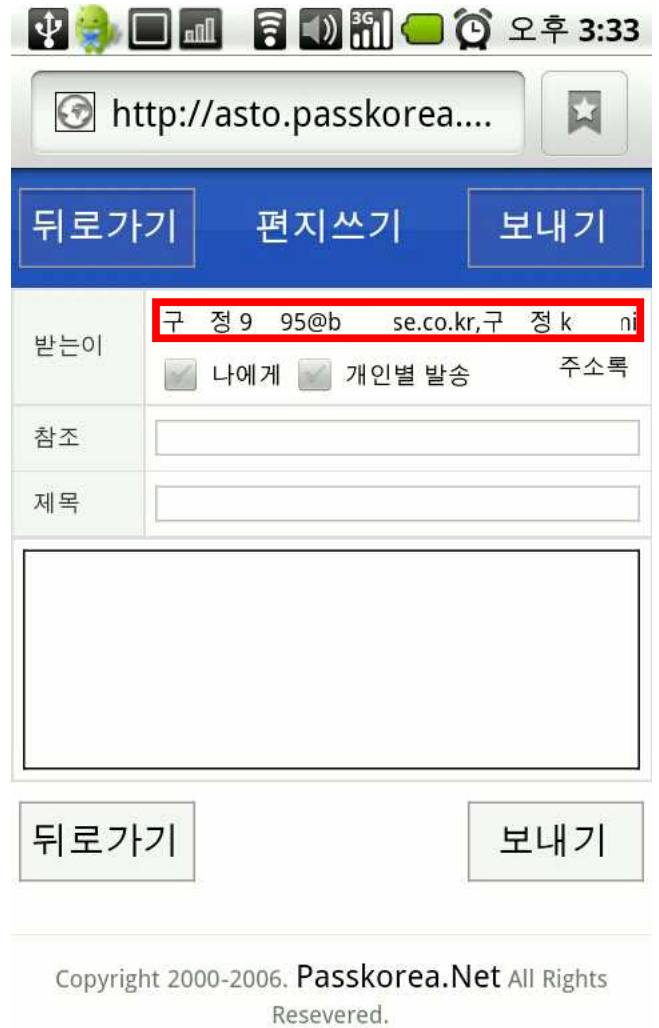 3G 오후 3:33
http://asto.passkorea....
뒤로가기 편지쓰기 보내기
받는이 구 정 9 95@b se.co.kr,구 정 k ni
나에게 개인별 발송 주소록
참조
제목
뒤로가기 보내기
Copyright 2000-2006. Passkorea.Net All Rights
Resevered.